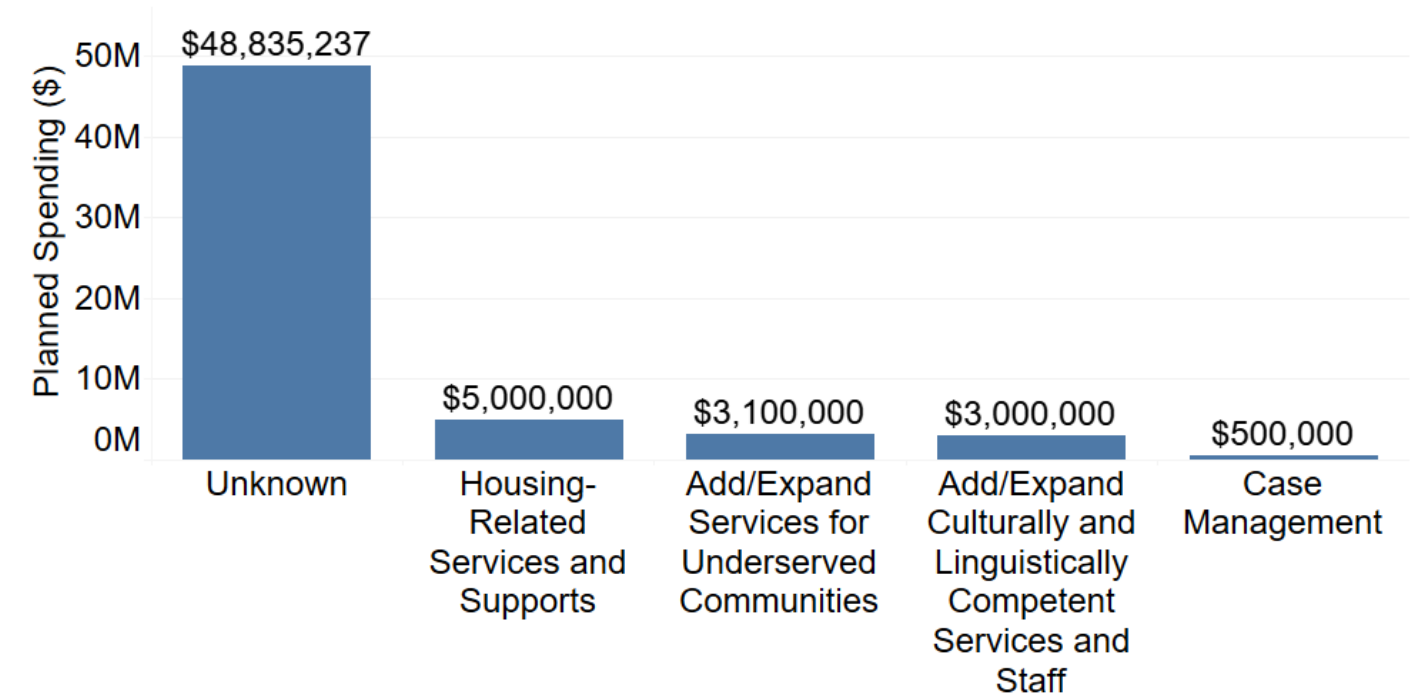 Planned Spending ($)
50M
40M
30M
20M
10M
0M
$48,835,237
$5,000,000
$3,100,000
$3,000,000
$500,000
Unknown
Housing-
Related
Services and
Supports
Add/Expand
Services for
Underserved
Communities
Add/Expand
Culturally and
Linguistically
Competent
Services and
Staff
Case
Management